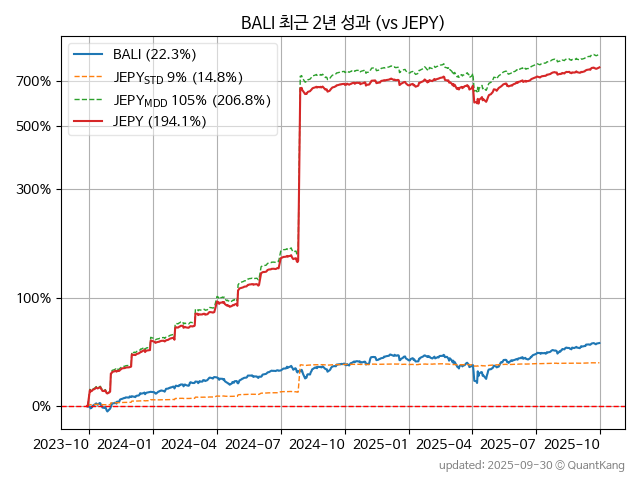 BALI 최근 2년 성과 (vs JEPY)
BALI (22.3%)
JEPYSTD 9% (14.8%)
JEPYMDD 105% (206.8%)
JEPY (194.1%)
700%
500%
300%
100%
0%
2023-10 2024-01 2024-04 2024-07 2024-10 2025-01 2025-04 2025-07 2025-10
updated: 2025-09-30 © QuantKang